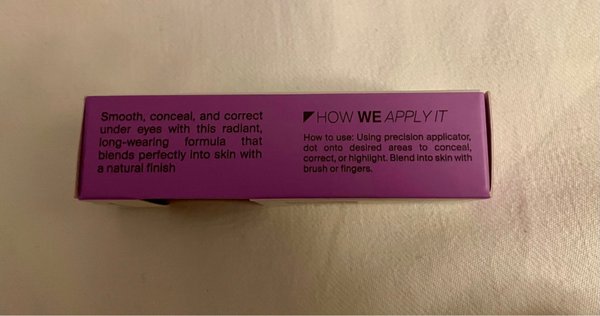 Smooth, conceal, and correct
under eyes with this radiant,
long-wearing formula that
blends perfectly into skin with
a natural finish
HOW WE APPLY IT
How to use: Using precision applicator,
dot onto desired areas to conceal,
correct, or highlight. Blend into skin with
brush or fingers.